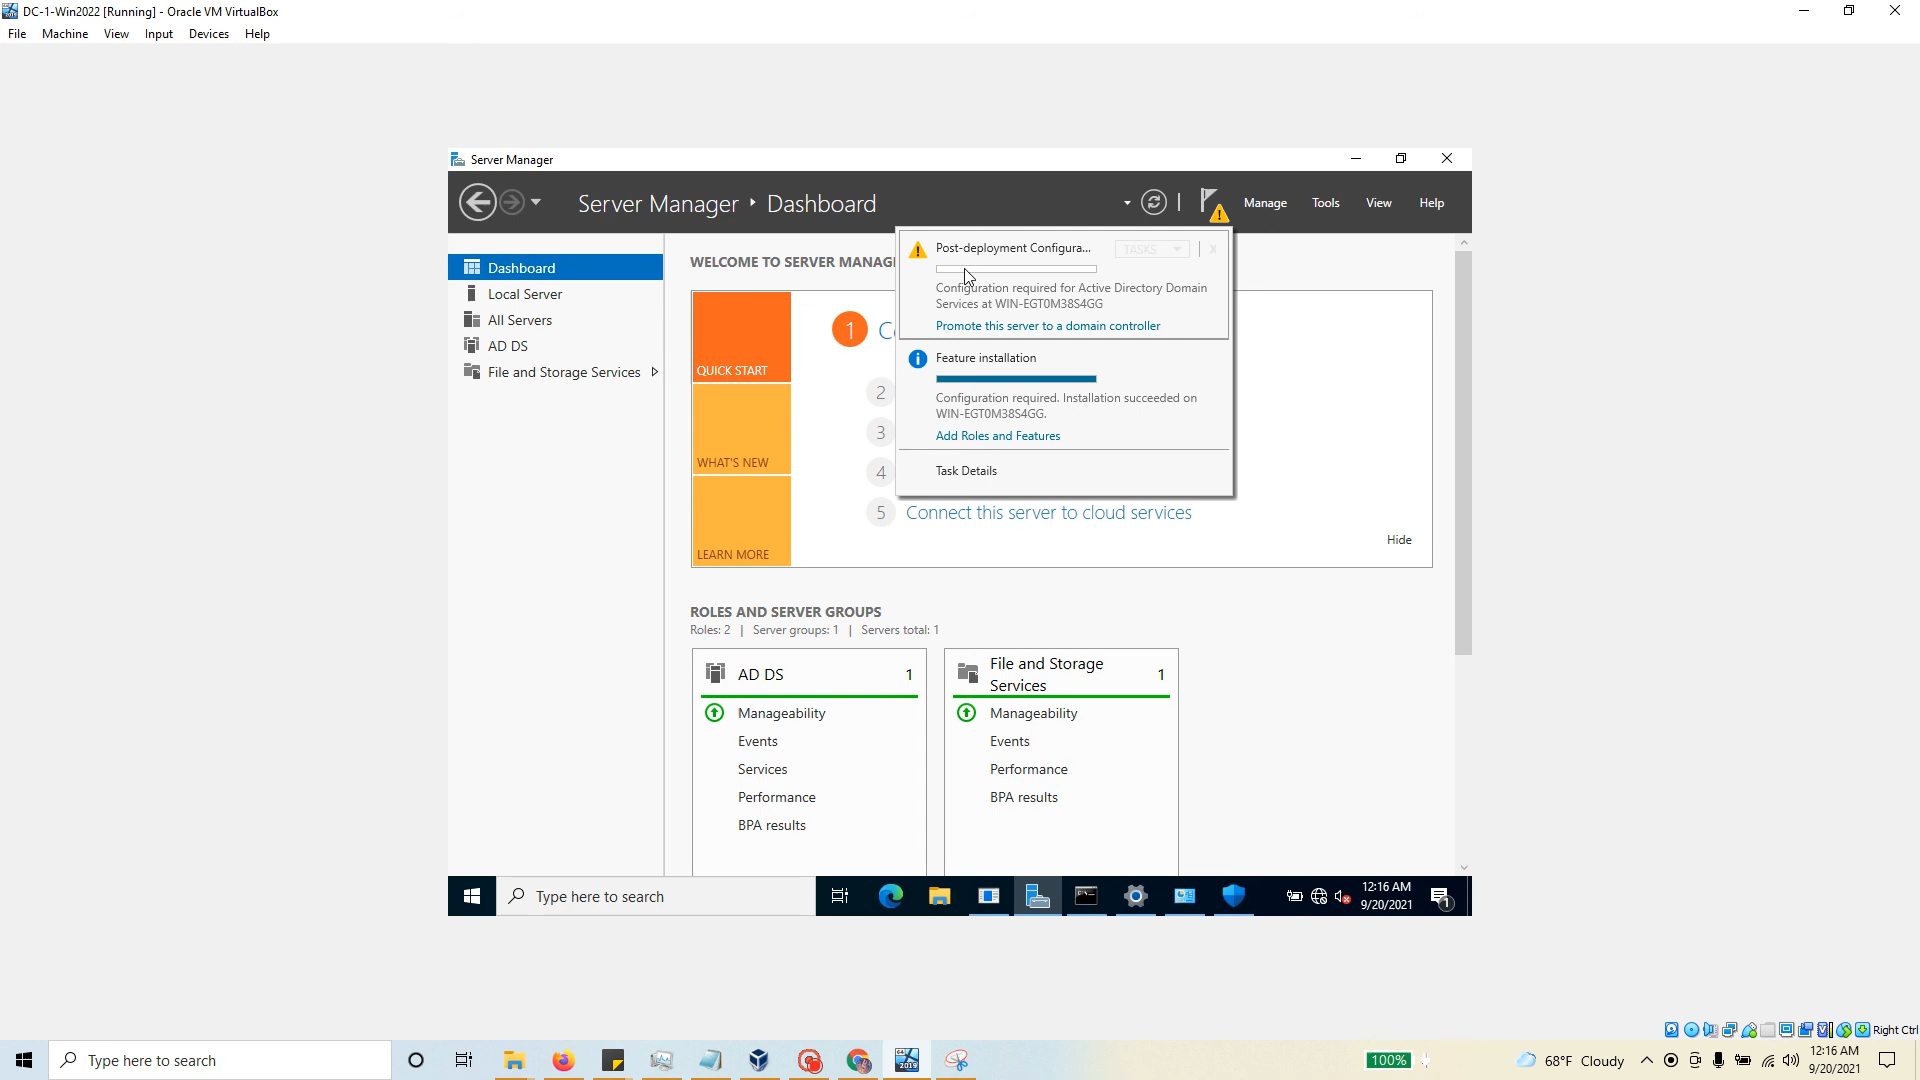 DC-1-Win2022 [Running] - Oracle VM VirtualBox
File Machine View Input Devices Help
Server Manager
Server Manager Dashboard
Manage Tools View Help
Dashboard
Local Server
All Servers
AD DS
File and Storage Services
WELCOME TO SERVER MANAG
QUICK START
WHAT'S NEW
LEARN MORE
1 Co
2
3
4
5 Connect this server to cloud services
Hide
Post-deployment Configura...
TASKS
X
Configuration required for Active Directory Domain
Services at WIN-EGT0M38S4GG
Promote this server to a domain controller
Feature installation
Configuration required. Installation succeeded on
WIN-EGT0M38S4GG.
Add Roles and Features
Task Details
ROLES AND SERVER GROUPS
Roles: 2 | Server groups: 1 | Servers total: 1
AD DS 1
Manageability
Events
Services
Performance
BPA results
File and Storage
Services
1
Manageability
Events
Performance
BPA results
Type here to search
12:16 AM
9/20/2021
1
Right Ctrl
Type here to search
64
2019
100%
68°F Cloudy
12:16 AM
9/20/2021